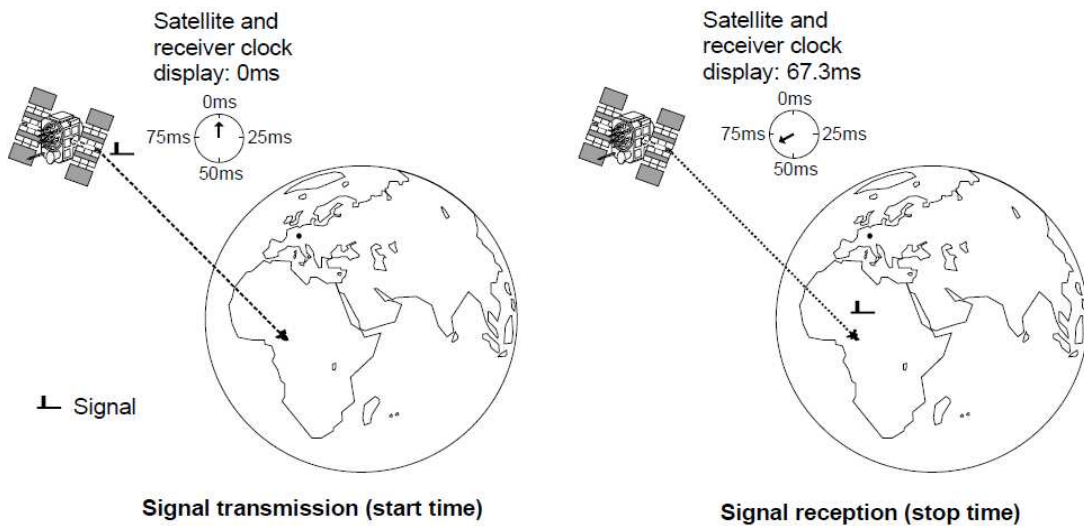 Satellite and
receiver clock
display: 0ms
0ms
75ms
25ms
50ms
Signal
Signal transmission (start time)
Satellite and
receiver clock
display: 67.3ms
0ms
75ms
25ms
50ms
Signal reception (stop time)